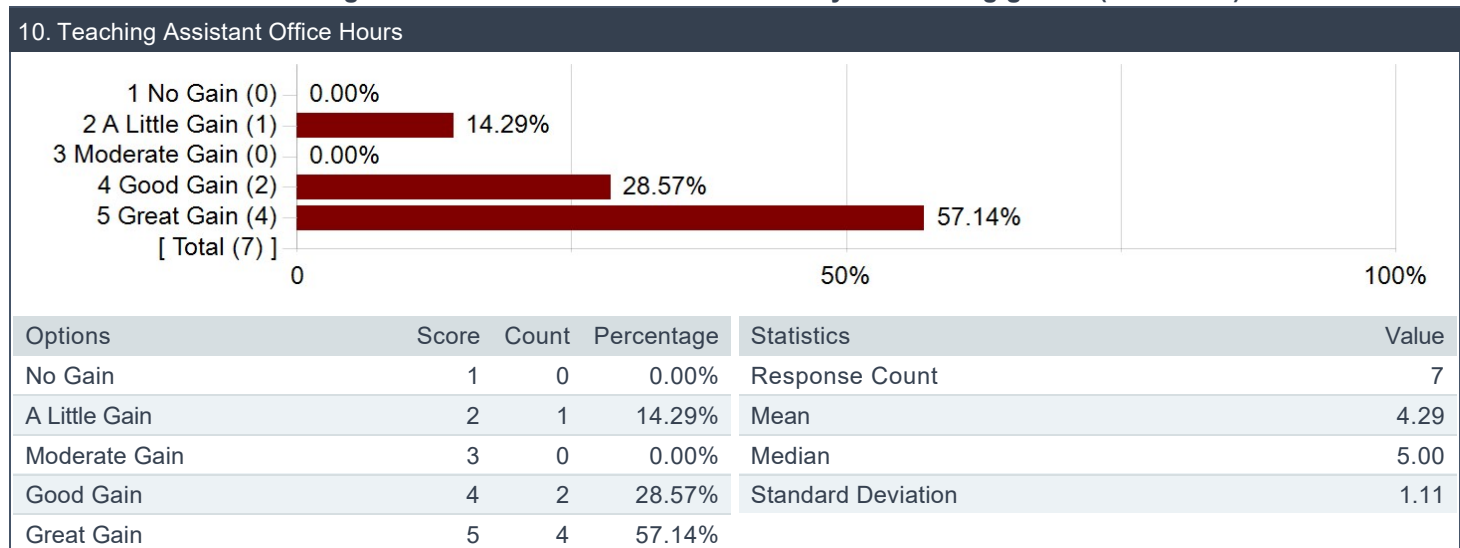 10. Teaching Assistant Office Hours
1 No Gain (0) 0.00%
2 A Little Gain (1) 14.29%
3 Moderate Gain (0) 0.00%
4 Good Gain (2) 28.57%
5 Great Gain (4) 57.14%
[ Total (7) ]
0 50% 100%
Options Score Count Percentage Statistics Value
No Gain 1 0 0.00% Response Count 7
A Little Gain 2 1 14.29% Mean 4.29
Moderate Gain 3 0 0.00% Median 5.00
Good Gain 4 2 28.57% Standard Deviation 1.11
Great Gain 5 4 57.14%